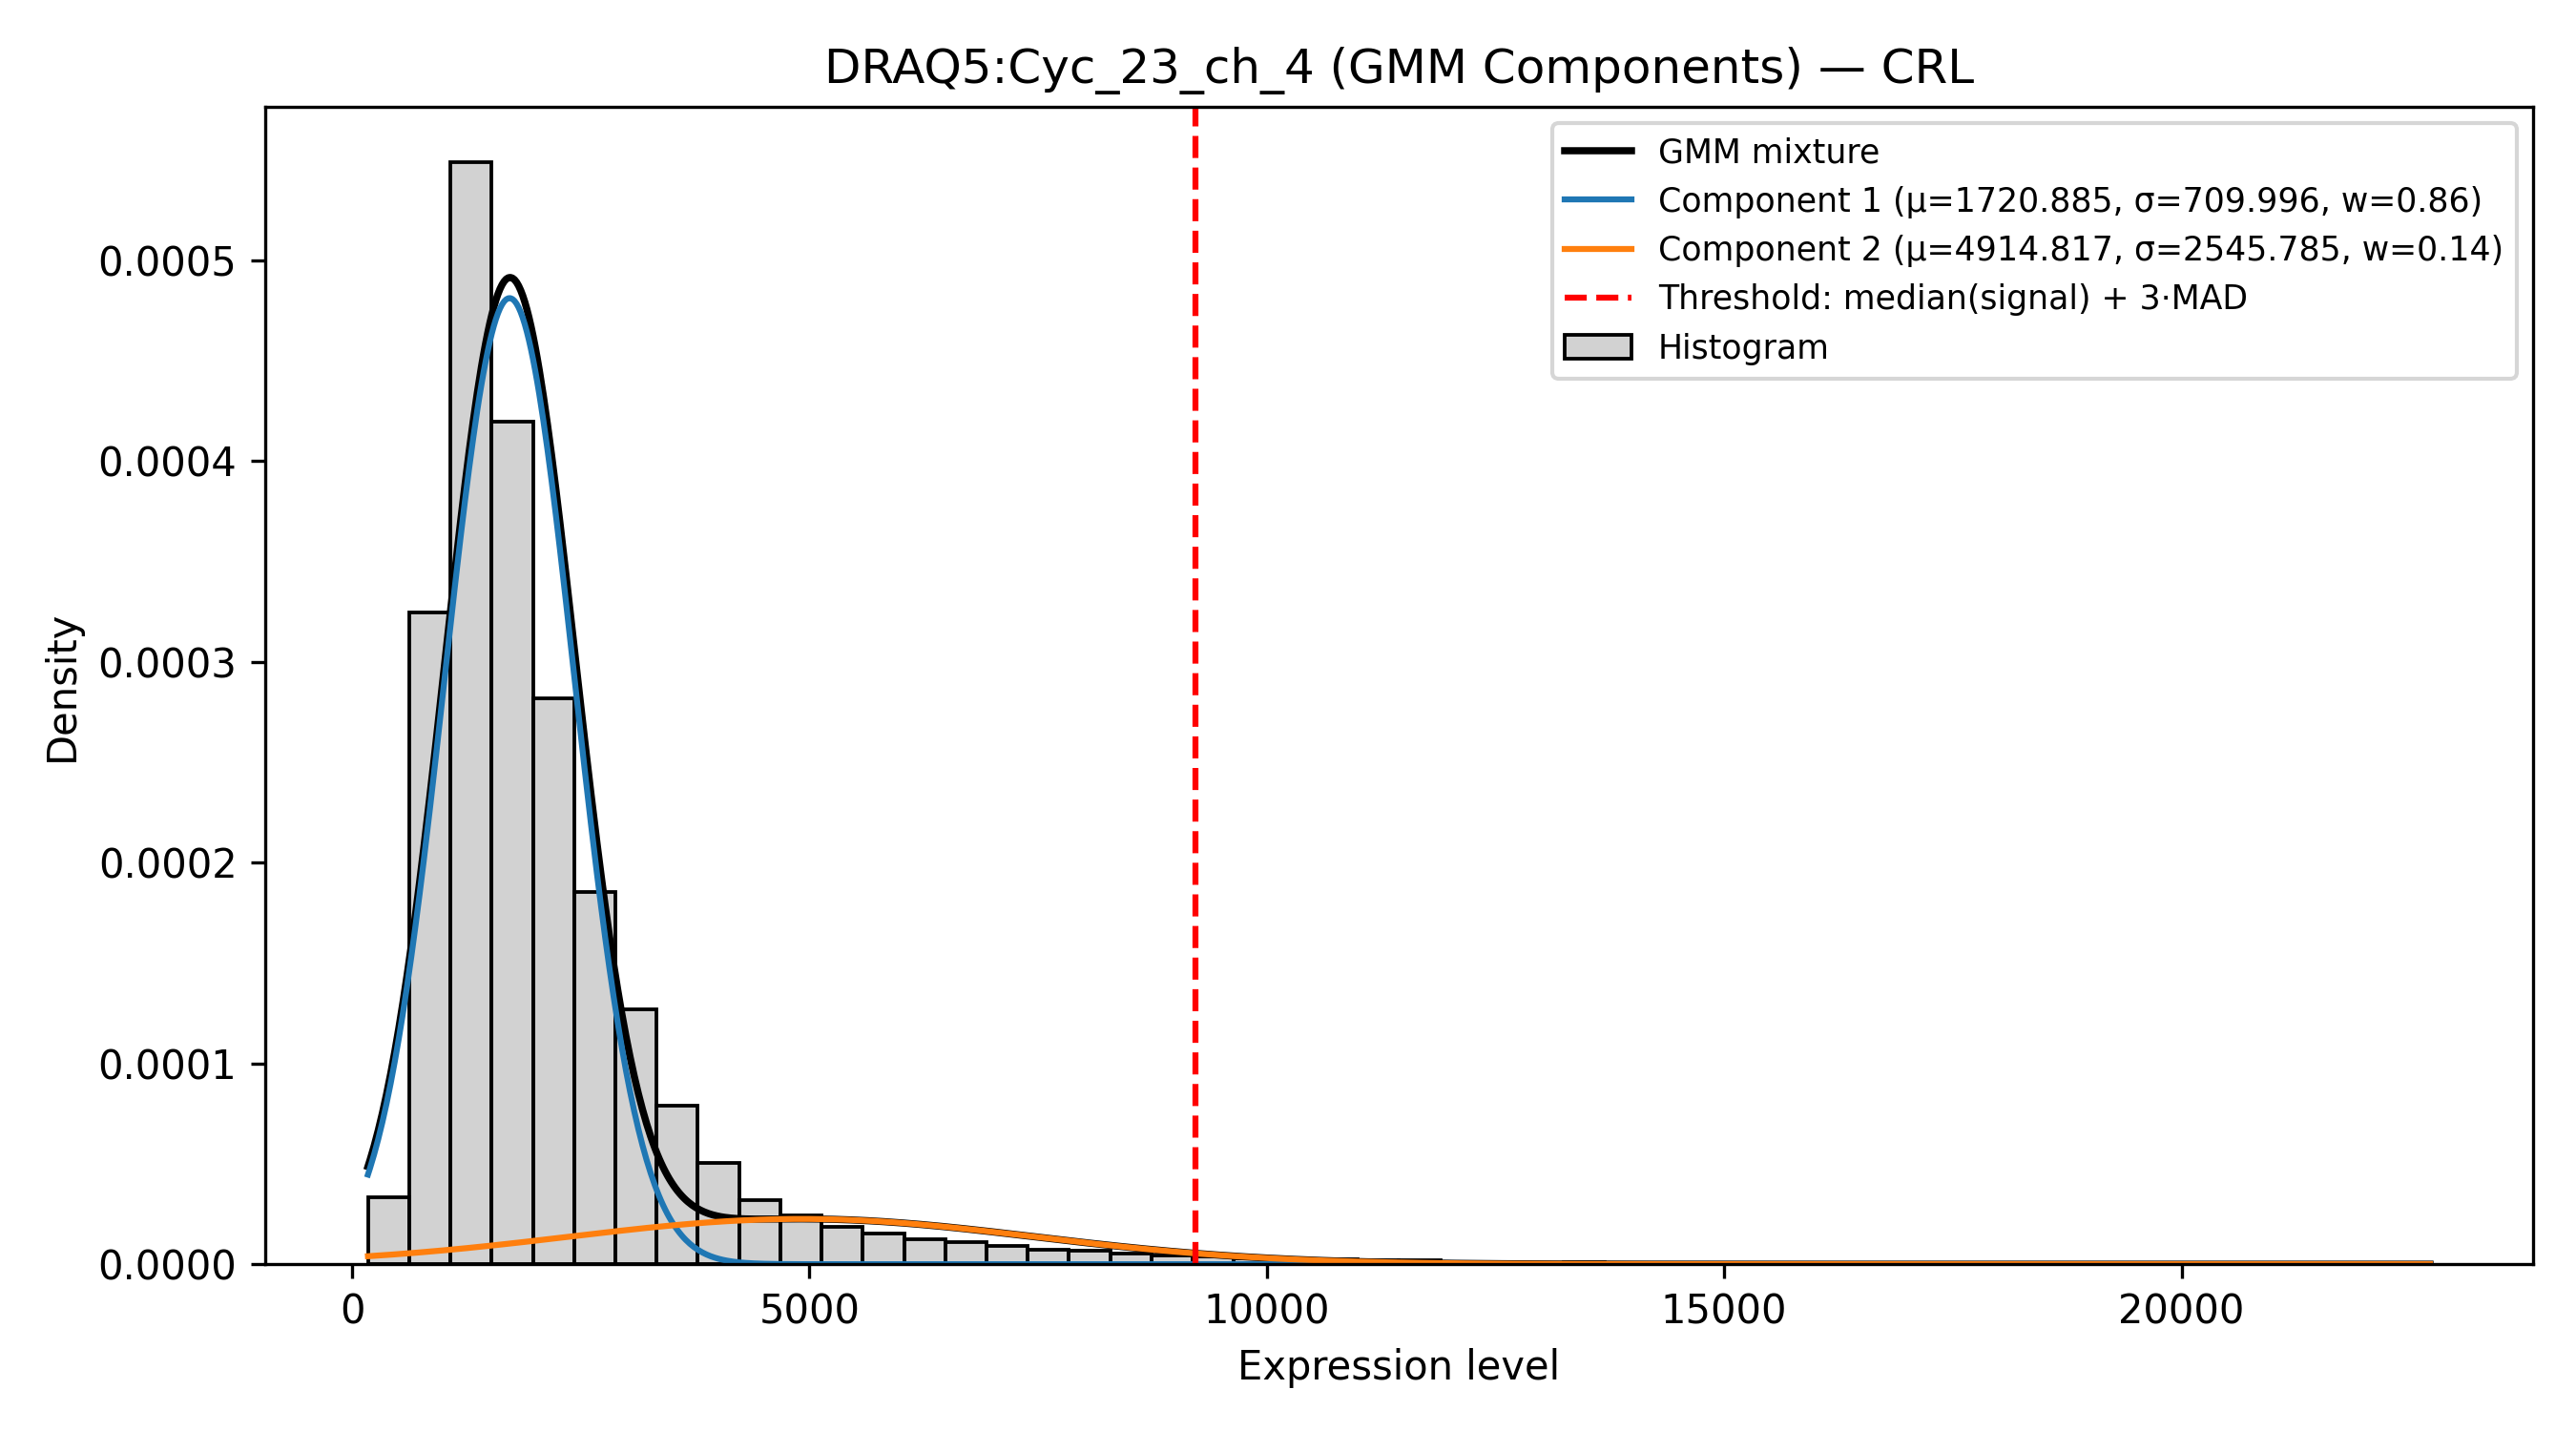 DRAQ5:Cyc_23_ch_4 (GMM Components) — CRL
GMM mixture
Component 1 (μ=1720.885, σ=709.996, w=0.86)
Component 2 (μ=4914.817, σ=2545.785, w=0.14)
Threshold: median(signal) + 3·MAD
Histogram
Density
0.0005
0.0004
0.0003
0.0002
0.0001
0.0000
0
5000
10000
15000
20000
Expression level